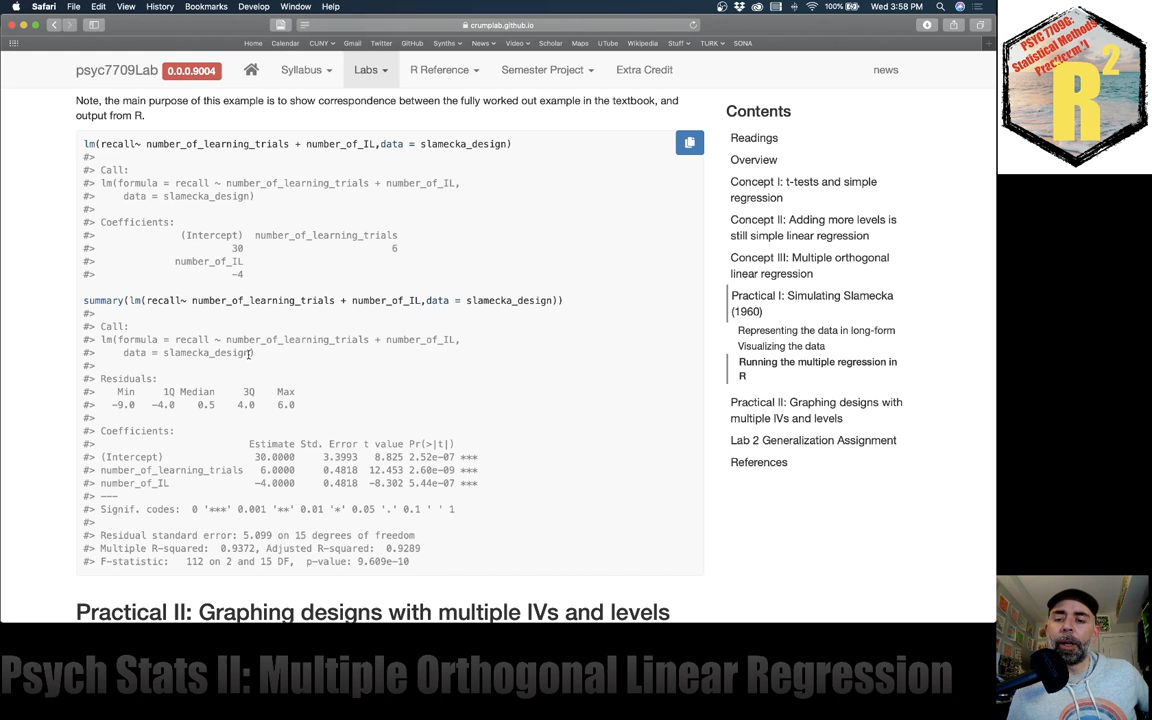 Safari File Edit View History Bookmarks Develop Window Help 100% Wed 3:58 PM
crumplab.github.io
Home Calendar CUNY Gmail Twitter GitHub Synths News Video Scholar Maps UTube Wikipedia Stuff TURK SONA
psyc7709Lab 0.0.0.9004 Syllabus Labs R Reference Semester Project Extra Credit news
Note, the main purpose of this example is to show correspondence between the fully worked out example in the textbook, and
output from R.
lm(recall~ number_of_learning_trials + number_of_IL,data = slamecka_design)
#>
#> Call:
#> lm(formula = recall ~ number_of_learning_trials + number_of_IL,
#>     data = slamecka_design)
#>
#> Coefficients:
#>               (Intercept)  number_of_learning_trials
#>                        30                          6
#>              number_of_IL
#>                        -4
summary(lm(recall~ number_of_learning_trials + number_of_IL,data = slamecka_design))
#>
#> Call:
#> lm(formula = recall ~ number_of_learning_trials + number_of_IL,
#>     data = slamecka_design)
#>
#> Residuals:
#>    Min     1Q Median     3Q    Max
#>   -9.0   -4.0    0.5    4.0    6.0
#>
#> Coefficients:
#>                           Estimate Std. Error t value Pr(>|t|)
#> (Intercept)                30.0000     3.3993   8.825 2.52e-07 ***
#> number_of_learning_trials   6.0000     0.4818  12.453 2.60e-09 ***
#> number_of_IL               -4.0000     0.4818  -8.302 5.44e-07 ***
#> ---
#> Signif. codes:  0 '***' 0.001 '**' 0.01 '*' 0.05 '.' 0.1 ' ' 1
#>
#> Residual standard error: 5.099 on 15 degrees of freedom
#> Multiple R-squared:  0.9372, Adjusted R-squared:  0.9289
#> F-statistic:   112 on 2 and 15 DF,  p-value: 9.609e-10
Practical II: Graphing designs with multiple IVs and levels
Contents
Readings
Overview
Concept I: t-tests and simple
regression
Concept II: Adding more levels is
still simple linear regression
Concept III: Multiple orthogonal
linear regression
Practical I: Simulating Slamecka
(1960)
Representing the data in long-form
Visualizing the data
Running the multiple regression in
R
Practical II: Graphing designs with
multiple IVs and levels
Lab 2 Generalization Assignment
References
PSYC 7709G:
Statistical Methods
Practicum I
R2
Psych Stats II: Multiple Orthogonal Linear Regression